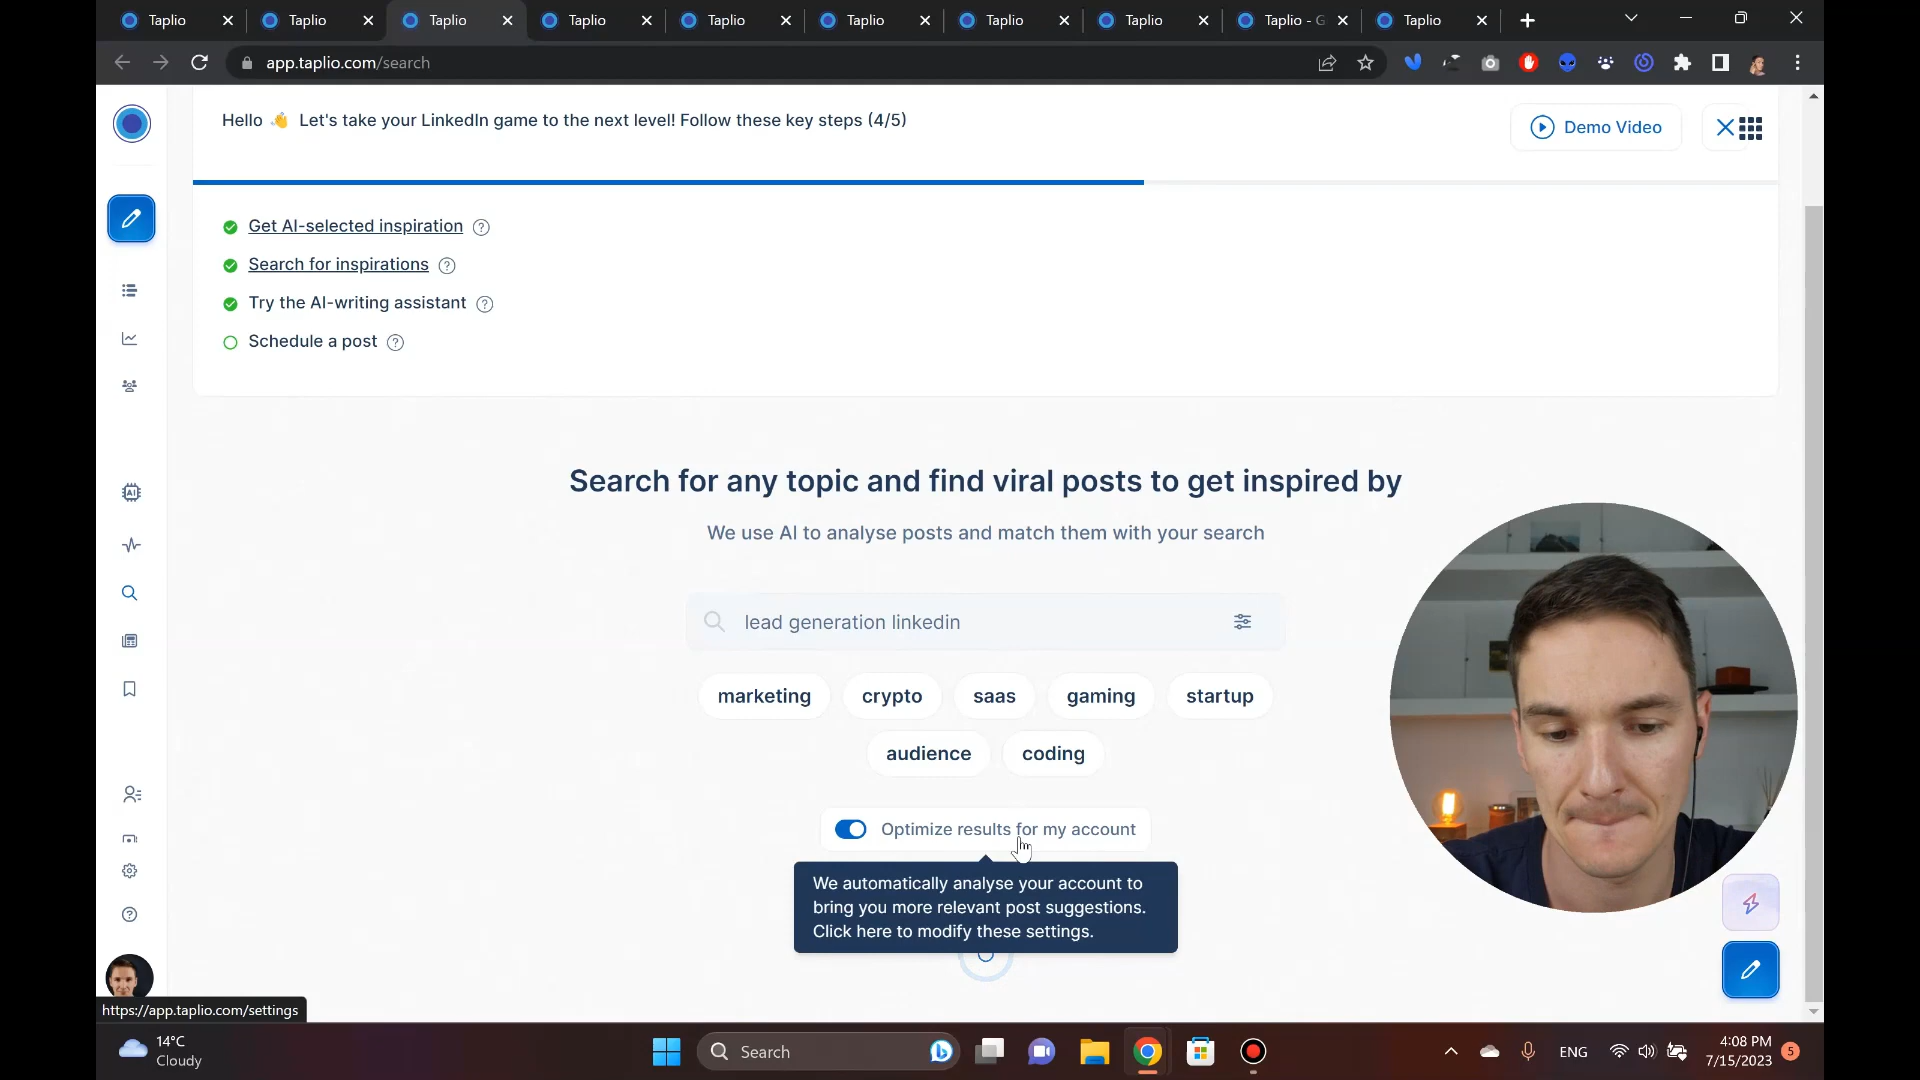 Taplio
Taplio
Taplio
Taplio
Taplio
Taplio
Taplio
Taplio
Taplio - G
Taplio
app.taplio.com/search
Hello 👋 Let's take your LinkedIn game to the next level! Follow these key steps (4/5)
Demo Video
Get AI-selected inspiration ?
Search for inspirations ?
Try the AI-writing assistant ?
Schedule a post ?
AI
Search for any topic and find viral posts to get inspired by
We use AI to analyse posts and match them with your search
lead generation linkedin
marketing crypto saas gaming startup
audience coding
Optimize results for my account
We automatically analyse your account to
bring you more relevant post suggestions.
Click here to modify these settings.
https://app.taplio.com/settings
14°C
Cloudy
Search
ENG
4:08 PM
7/15/2023
5